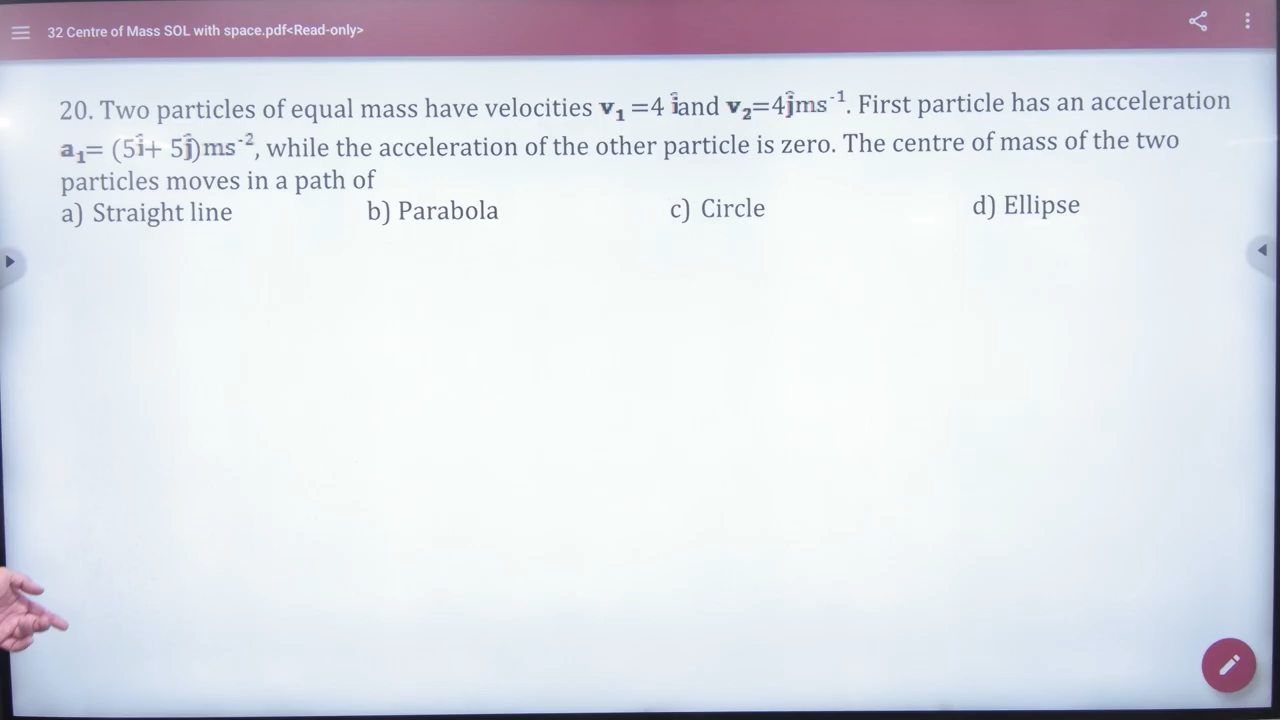 32 Centre of Mass SOL with space.pdf<Read-only>
20. Two particles of equal mass have velocities v₁ =4 îand v₂=4ĵms⁻¹. First particle has an acceleration
a₁= (5î+ 5ĵ)ms⁻², while the acceleration of the other particle is zero. The centre of mass of the two
particles moves in a path of
a) Straight line b) Parabola c) Circle d) Ellipse